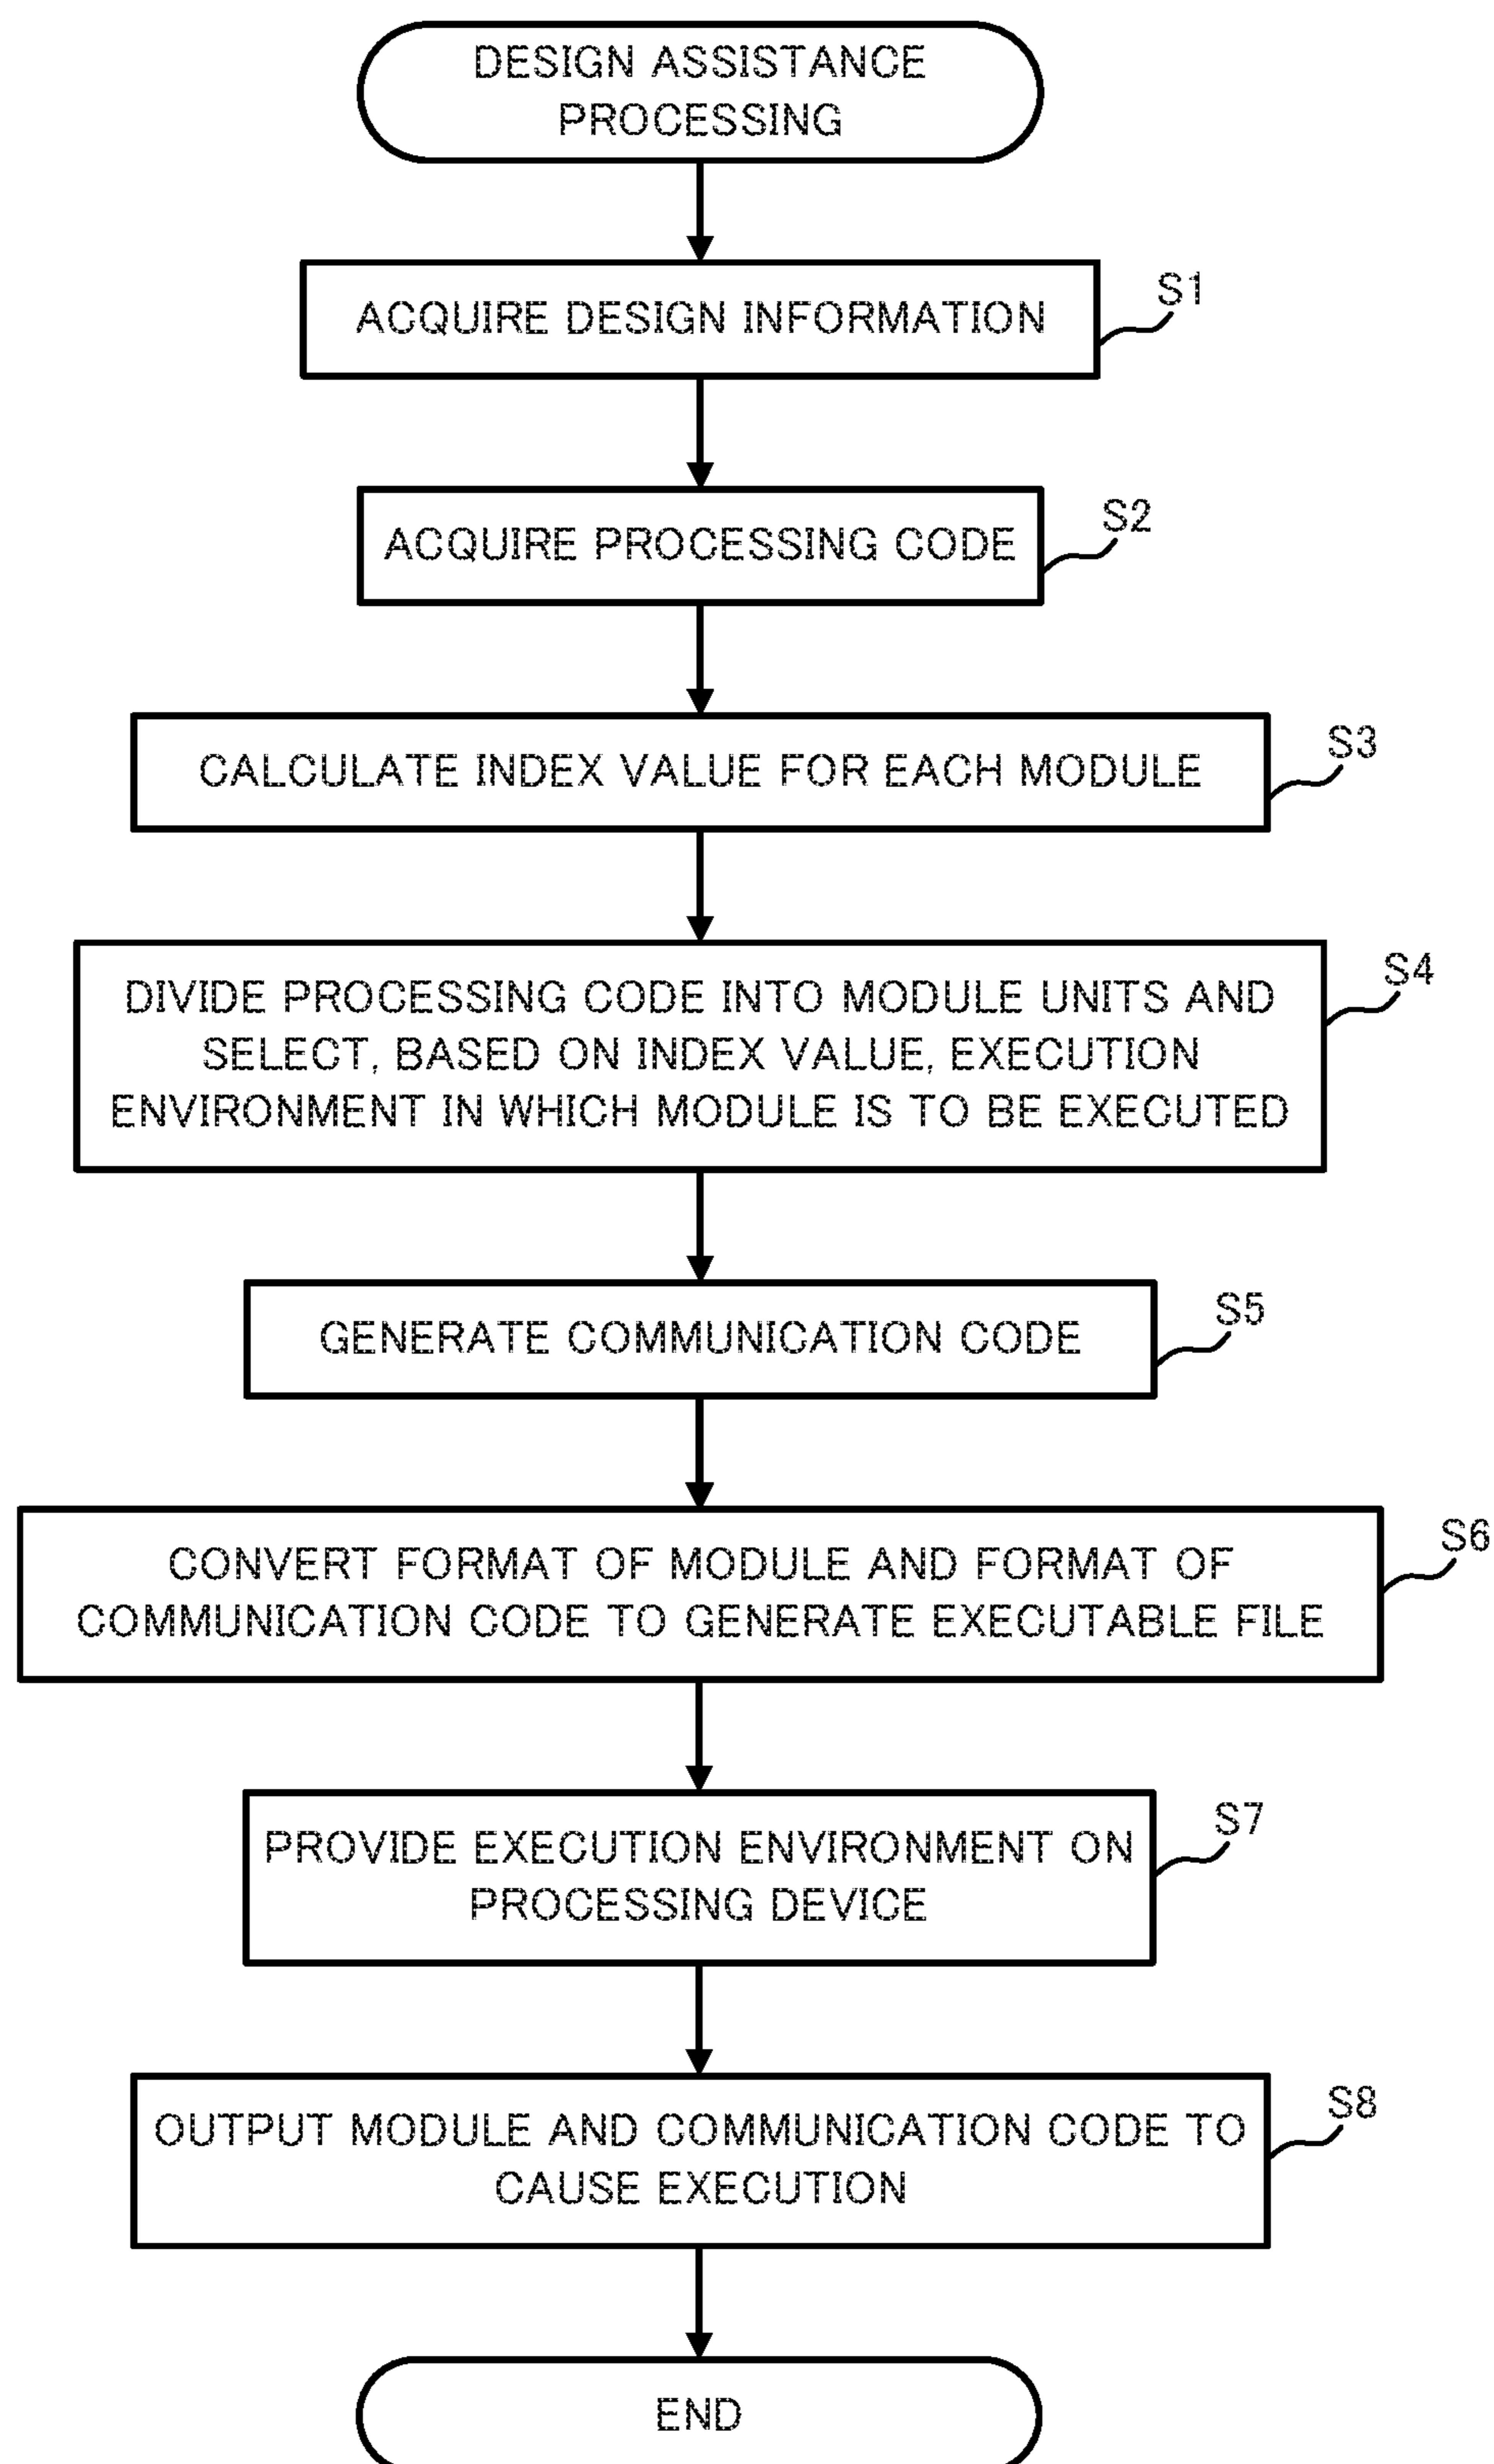 DESIGN ASSISTANCE
PROCESSING
ACQUIRE DESIGN INFORMATION
S1
ACQUIRE PROCESSING CODE
S2
CALCULATE INDEX VALUE FOR EACH MODULE
S3
DIVIDE PROCESSING CODE INTO MODULE UNITS AND
SELECT, BASED ON INDEX VALUE, EXECUTION
ENVIRONMENT IN WHICH MODULE IS TO BE EXECUTED
S4
GENERATE COMMUNICATION CODE
S5
CONVERT FORMAT OF MODULE AND FORMAT OF
COMMUNICATION CODE TO GENERATE EXECUTABLE FILE
S6
PROVIDE EXECUTION ENVIRONMENT ON
PROCESSING DEVICE
S7
OUTPUT MODULE AND COMMUNICATION CODE TO
CAUSE EXECUTION
S8
END